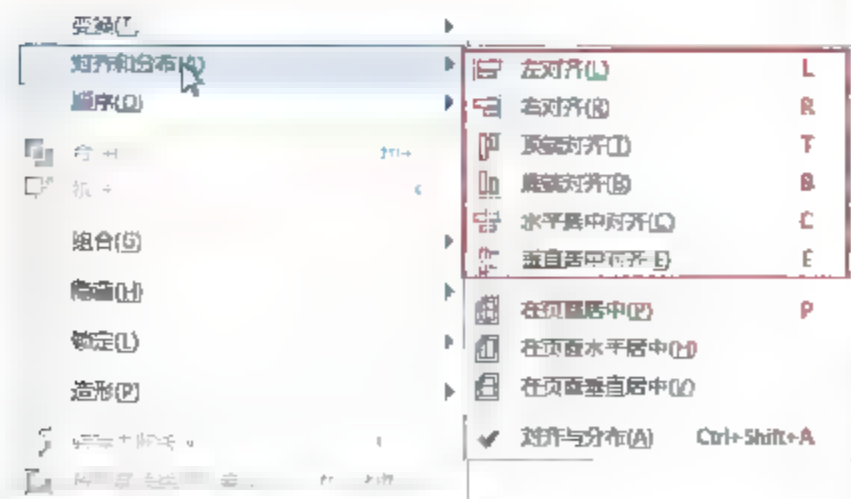 变换(T)
对齐和分布(A)
顺序(O)
组合(G)
隐藏(H)
锁定(L)
造形(P)
左对齐(L) L
右对齐(R) R
顶端对齐(T) T
底端对齐(B) B
水平居中对齐(C) C
垂直居中对齐(E) E
在页面居中(P) P
在页面水平居中(H)
在页面垂直居中(V)
对齐与分布(A) Ctrl+Shift+A